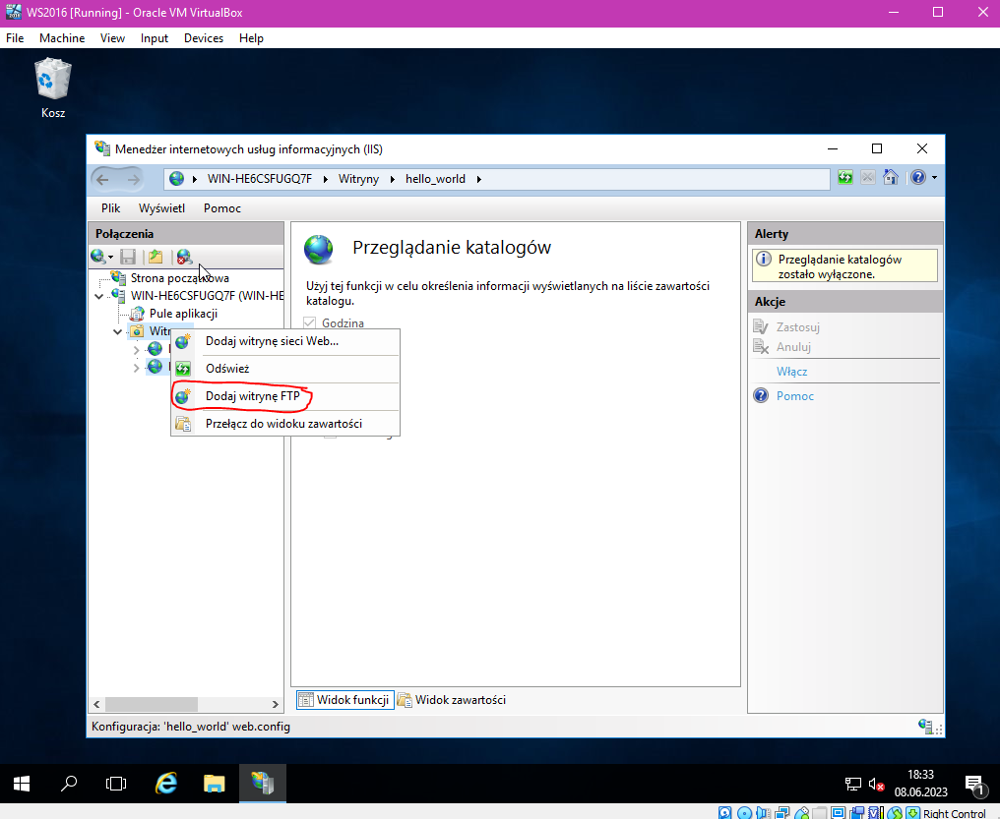 WS2016 [Running] - Oracle VM VirtualBox
File Machine View Input Devices Help
Kosz
Menedżer internetowych usług informacyjnych (IIS)
WIN-HE6CSFUGQ7F Witryny hello_world
Plik Wyświetl Pomoc
Połączenia
Strona początkowa
WIN-HE6CSFUGQ7F (WIN-HE
Pule aplikacji
Witr
Dodaj witrynę sieci Web...
Odśwież
Dodaj witrynę FTP
Przełącz do widoku zawartości
Przeglądanie katalogów
Użyj tej funkcji w celu określenia informacji wyświetlanych na liście zawartości
katalogu.
Godzina
Widok funkcji Widok zawartości
Alerty
Przeglądanie katalogów
zostało wyłączone.
Akcje
Zastosuj
Anuluj
Włącz
Pomoc
Konfiguracja: 'hello_world' web.config
18:33
08.06.2023
1
Right Control